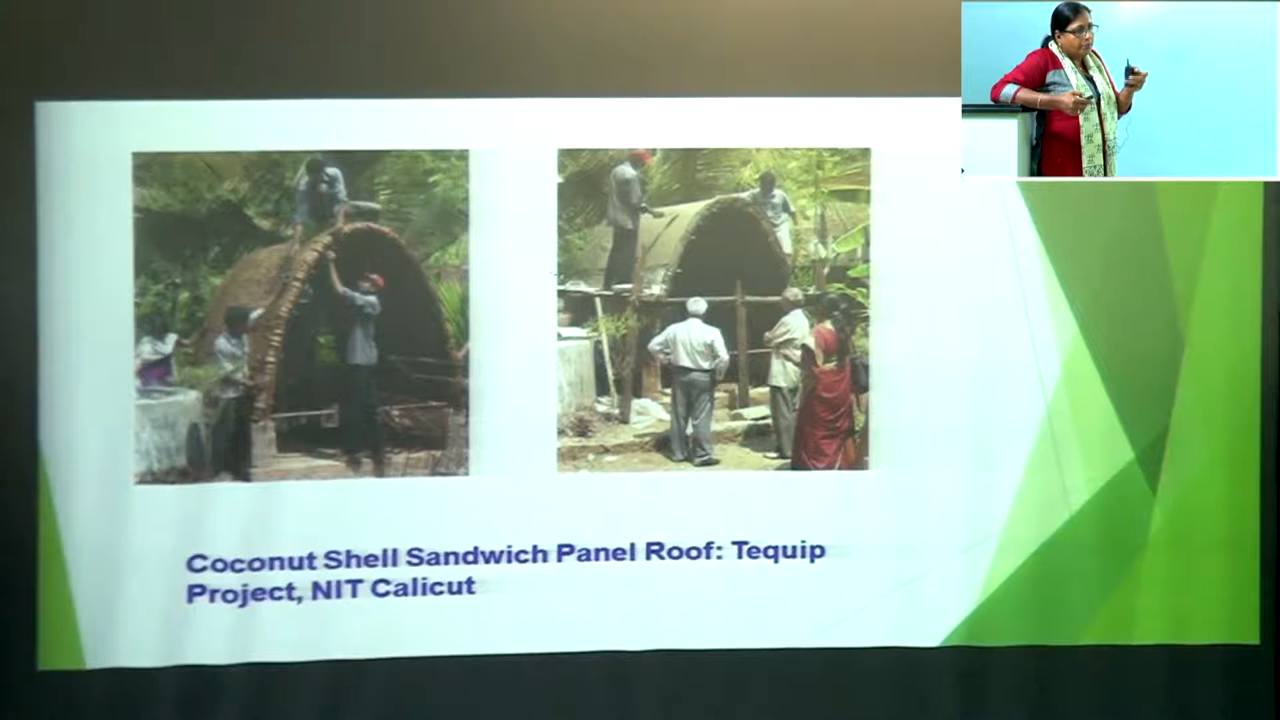 Coconut Shell Sandwich Panel Roof: Tequip
Project, NIT Calicut